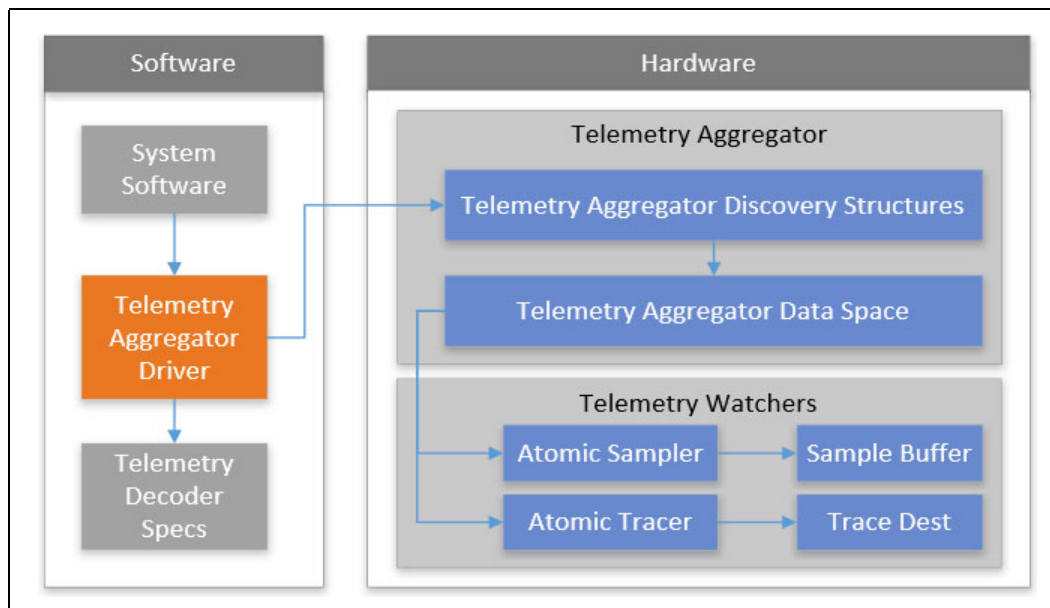 Software
System
Software
Telemetry
Aggregator
Driver
Telemetry
Decoder
Specs
Hardware
Telemetry Aggregator
Telemetry Aggregator Discovery Structures
Telemetry Aggregator Data Space
Telemetry Watchers
Atomic Sampler
Sample Buffer
Atomic Tracer
Trace Dest